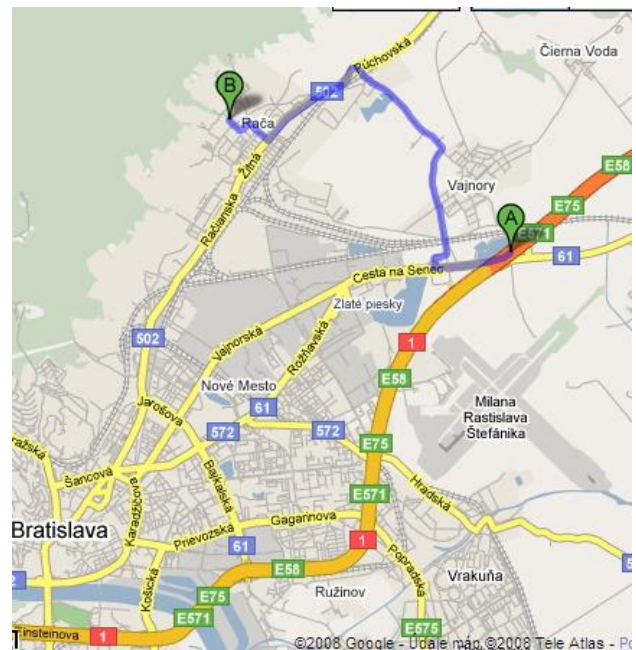 Púchovská
Čierna Voda
B
502
Rača
Žitná
E58
Vajnory
E75
A
E571
Račianska
61
Cesta na Senec
Zlaté piesky
502
Vajnorská
Rožňavská
1
E58
Nové Mesto
Milana
Rastislava
Štefánika
Jarošova
61
572
572
E75
Šancová
Bajkalská
Hradská
E571
Karadžičova
Gagarinova
Bratislava
Prievozská
61
1
Popradská
Vrakuňa
E58
Košická
E75
Ružinov
E571
E575
Einsteinova
1
©2008 Google - Údaje máp ©2008 Tele Atlas -